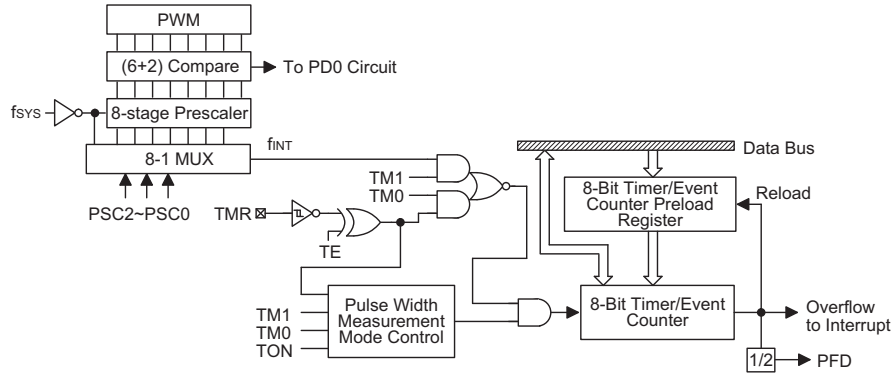 PWM
(6+2) Compare
To PD0 Circuit
fSYS
8-stage Prescaler
8-1 MUX
fINT
PSC2~PSC0
TM1
TM0
TMR
TE
Data Bus
8-Bit Timer/Event
Counter Preload
Register
Reload
TM1
TM0
TON
Pulse Width
Measurement
Mode Control
8-Bit Timer/Event
Counter
Overflow
to Interrupt
1/2
PFD